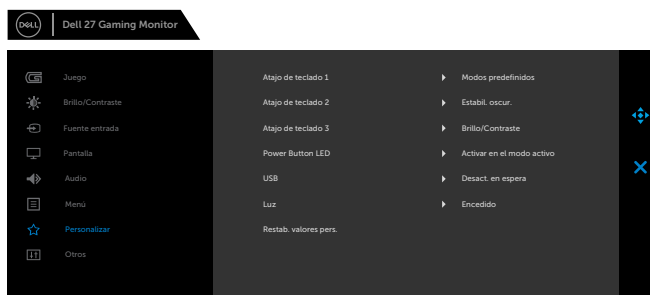 DELL
Dell 27 Gaming Monitor
Juego
Atajo de teclado 1
Modos predefinidos
Brillo/Contraste
Atajo de teclado 2
Estabil. oscur.
Fuente entrada
Atajo de teclado 3
Brillo/Contraste
Pantalla
Power Button LED
Activar en el modo activo
Audio
USB
Desact. en espera
Menú
Luz
Encedido
Personalizar
Restab. valores pers.
Otros